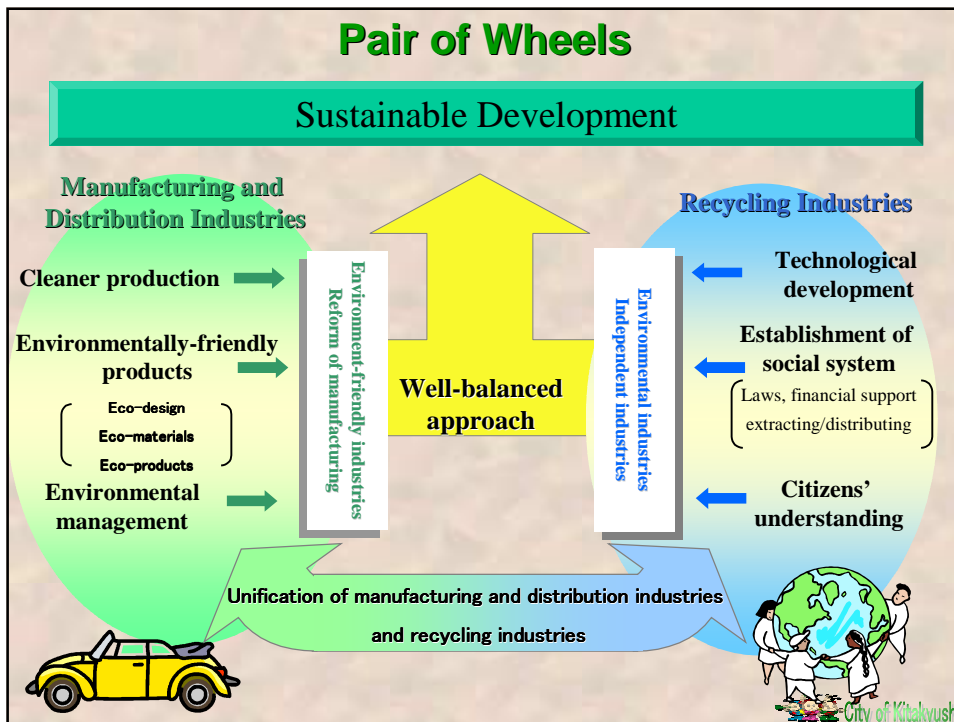 Pair of Wheels
Sustainable Development
Manufacturing and
Distribution Industries
Cleaner production
Environmentally-friendly
products
Eco-design
Eco-materials
Eco-products
Environmental
management
Environment-friendly industries
Reform of manufacturing
Well-balanced
approach
Environmental industries
Independent industries
Recycling Industries
Technological
development
Establishment of
social system
Laws, financial support
extracting/distributing
Citizens’
understanding
Unification of manufacturing and distribution industries
and recycling industries
City of Kitakyush